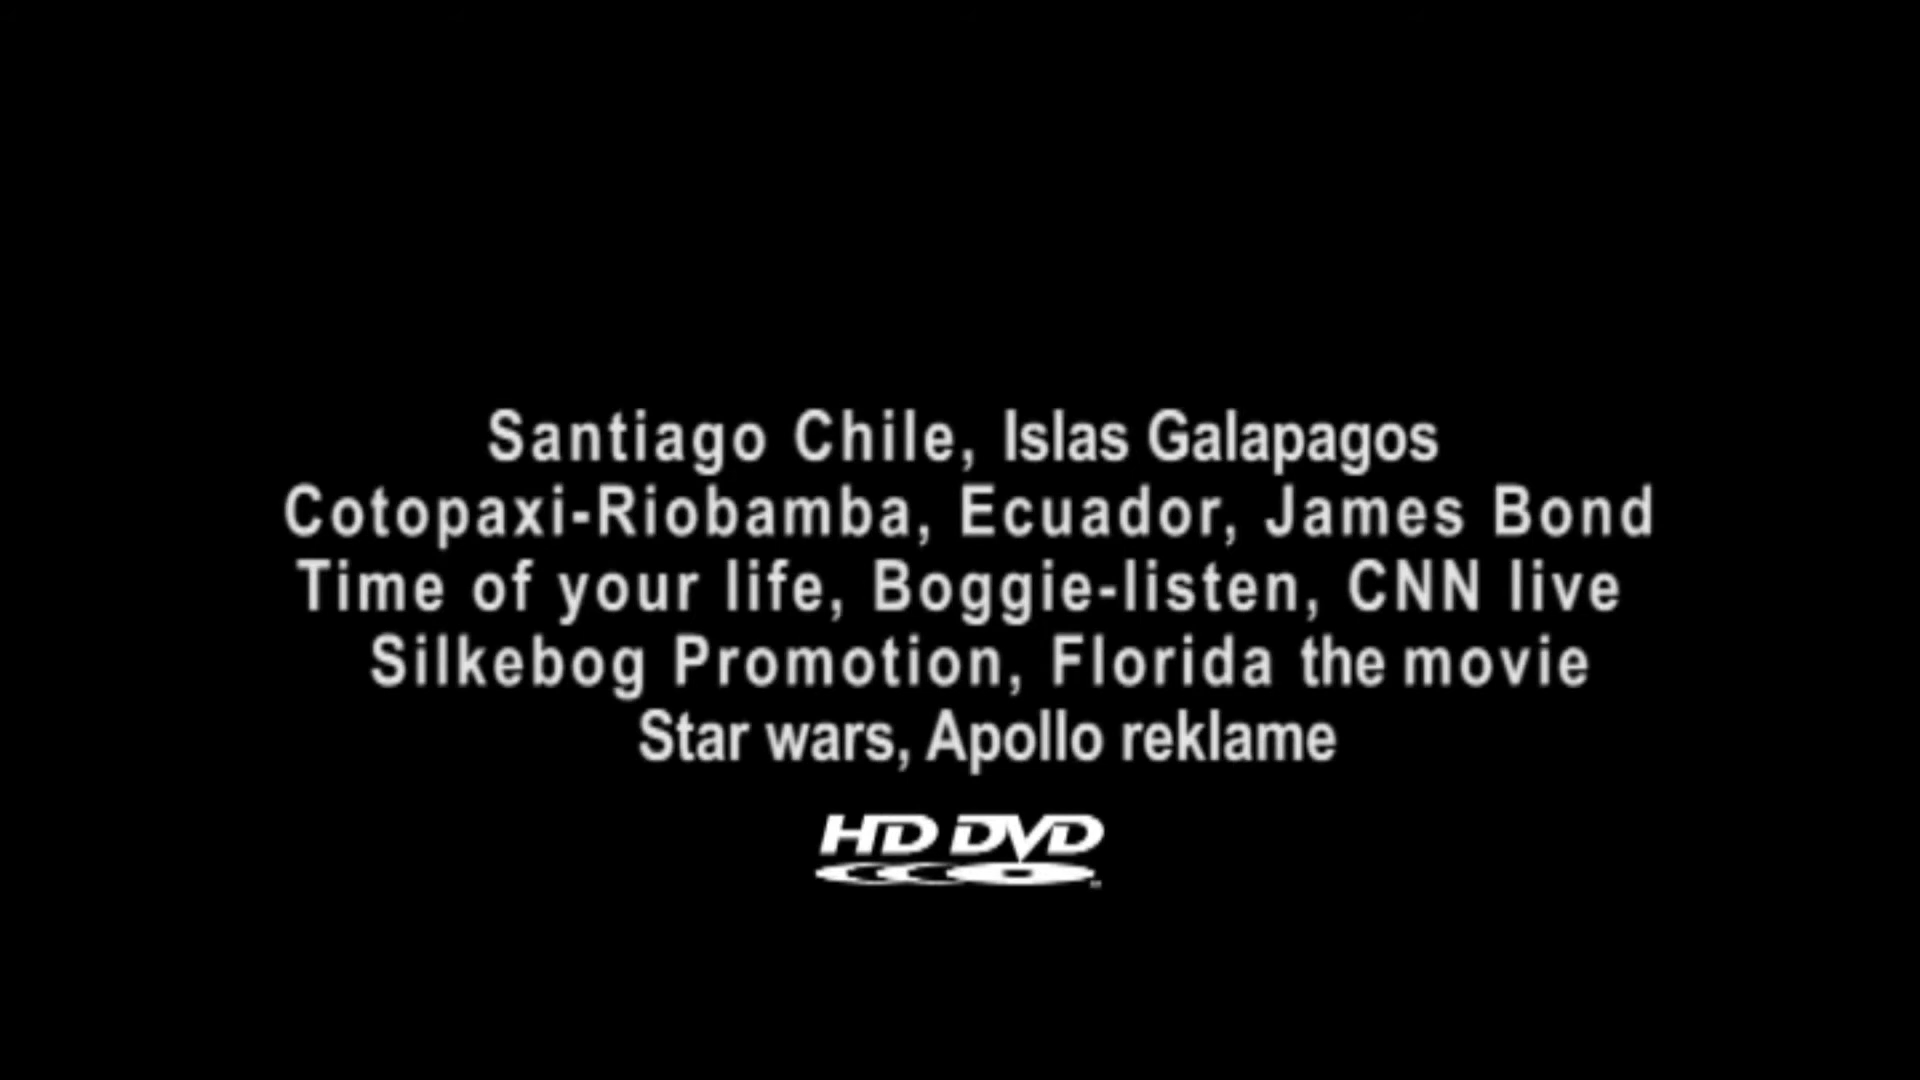 Santiago Chile, Islas Galapagos
Cotopaxi-Riobamba, Ecuador, James Bond
Time of your life, Boggie-listen, CNN live
Silkebog Promotion, Florida the movie
Star wars, Apollo reklame
HD DVD